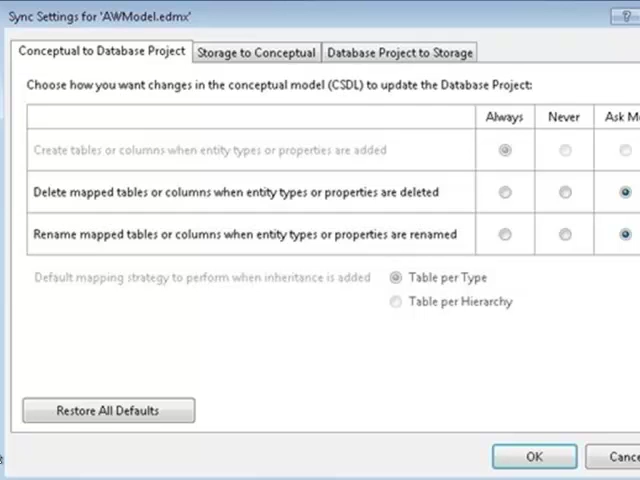 Sync Settings for 'AWModel.edmx'
?
Conceptual to Database Project Storage to Conceptual Database Project to Storage
Choose how you want changes in the conceptual model (CSDL) to update the Database Project:
Always Never Ask M
Create tables or columns when entity types or properties are added
Delete mapped tables or columns when entity types or properties are deleted
Rename mapped tables or columns when entity types or properties are renamed
Default mapping strategy to perform when inheritance is added Table per Type
Table per Hierarchy
Restore All Defaults
OK Cance